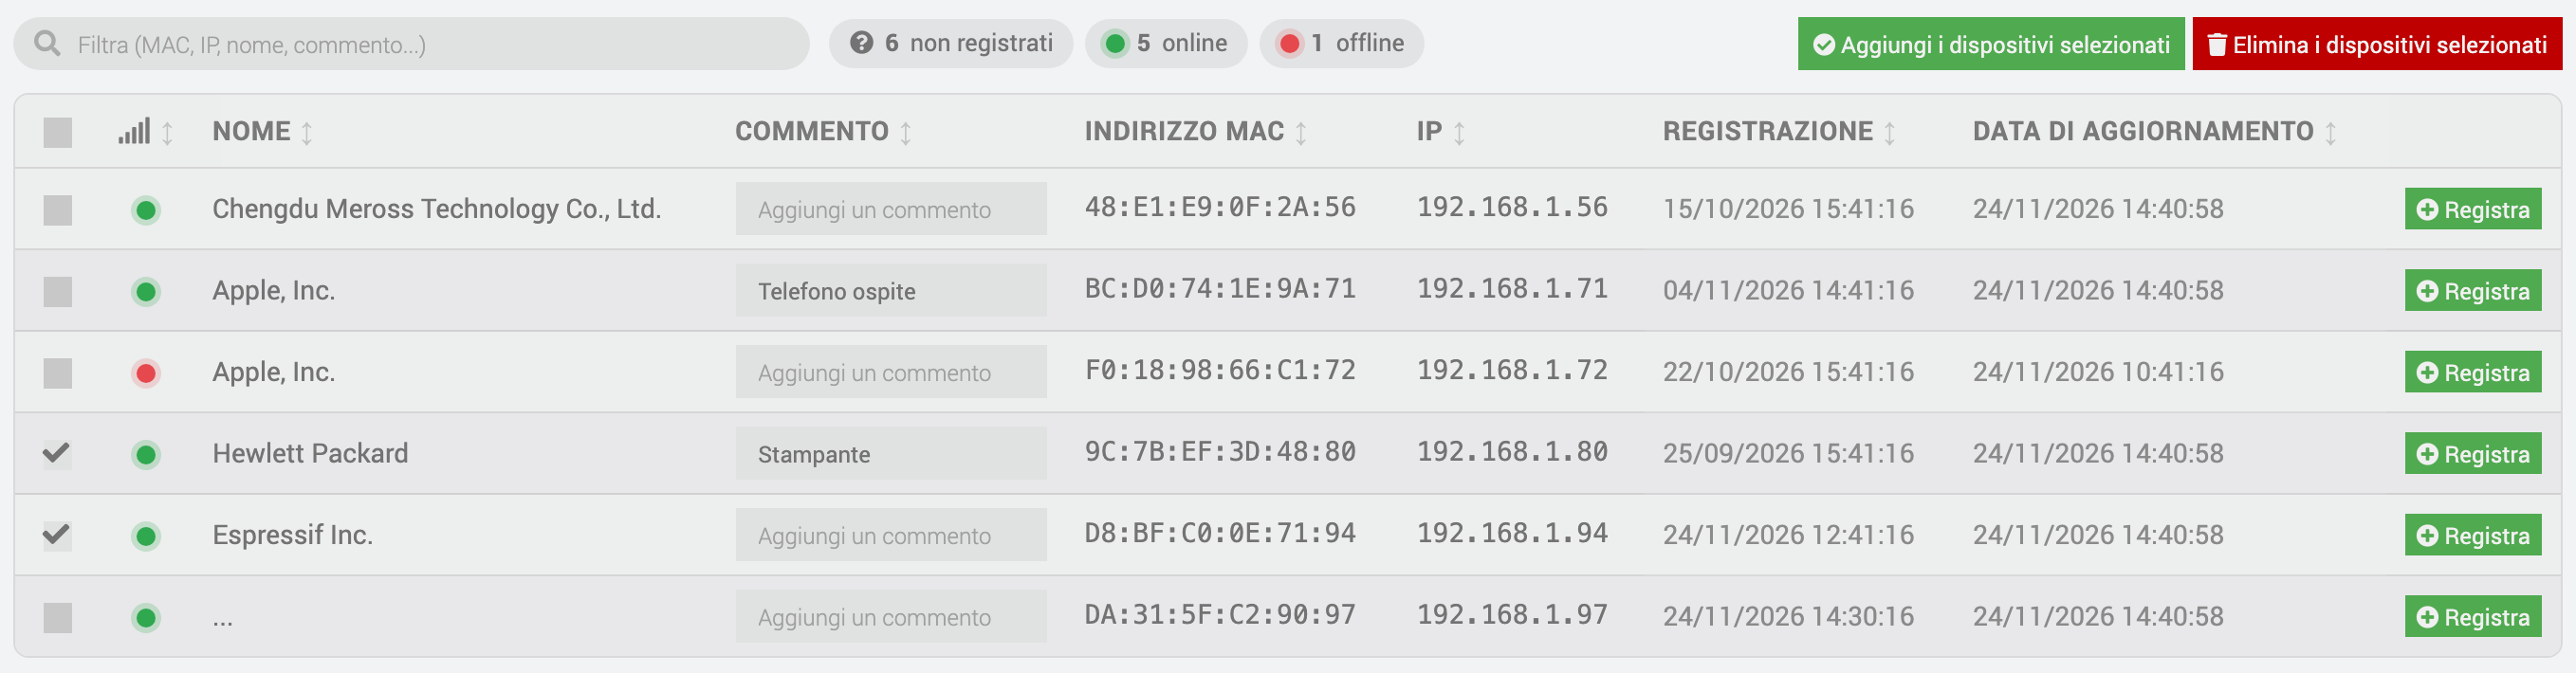 Filtra (MAC, IP, nome, commento...) 6 non registrati 5 online 1 offline Aggiungi i dispositivi selezionati Elimina i dispositivi selezionati
NOME COMMENTO INDIRIZZO MAC IP REGISTRAZIONE DATA DI AGGIORNAMENTO
Chengdu Meross Technology Co., Ltd. Aggiungi un commento 48:E1:E9:0F:2A:56 192.168.1.56 15/10/2026 15:41:16 24/11/2026 14:40:58 Registra
Apple, Inc. Telefono ospite BC:D0:74:1E:9A:71 192.168.1.71 04/11/2026 14:41:16 24/11/2026 14:40:58 Registra
Apple, Inc. Aggiungi un commento F0:18:98:66:C1:72 192.168.1.72 22/10/2026 15:41:16 24/11/2026 10:41:16 Registra
Hewlett Packard Stampante 9C:7B:EF:3D:48:80 192.168.1.80 25/09/2026 15:41:16 24/11/2026 14:40:58 Registra
Espressif Inc. Aggiungi un commento D8:BF:C0:0E:71:94 192.168.1.94 24/11/2026 12:41:16 24/11/2026 14:40:58 Registra
... Aggiungi un commento DA:31:5F:C2:90:97 192.168.1.97 24/11/2026 14:30:16 24/11/2026 14:40:58 Registra